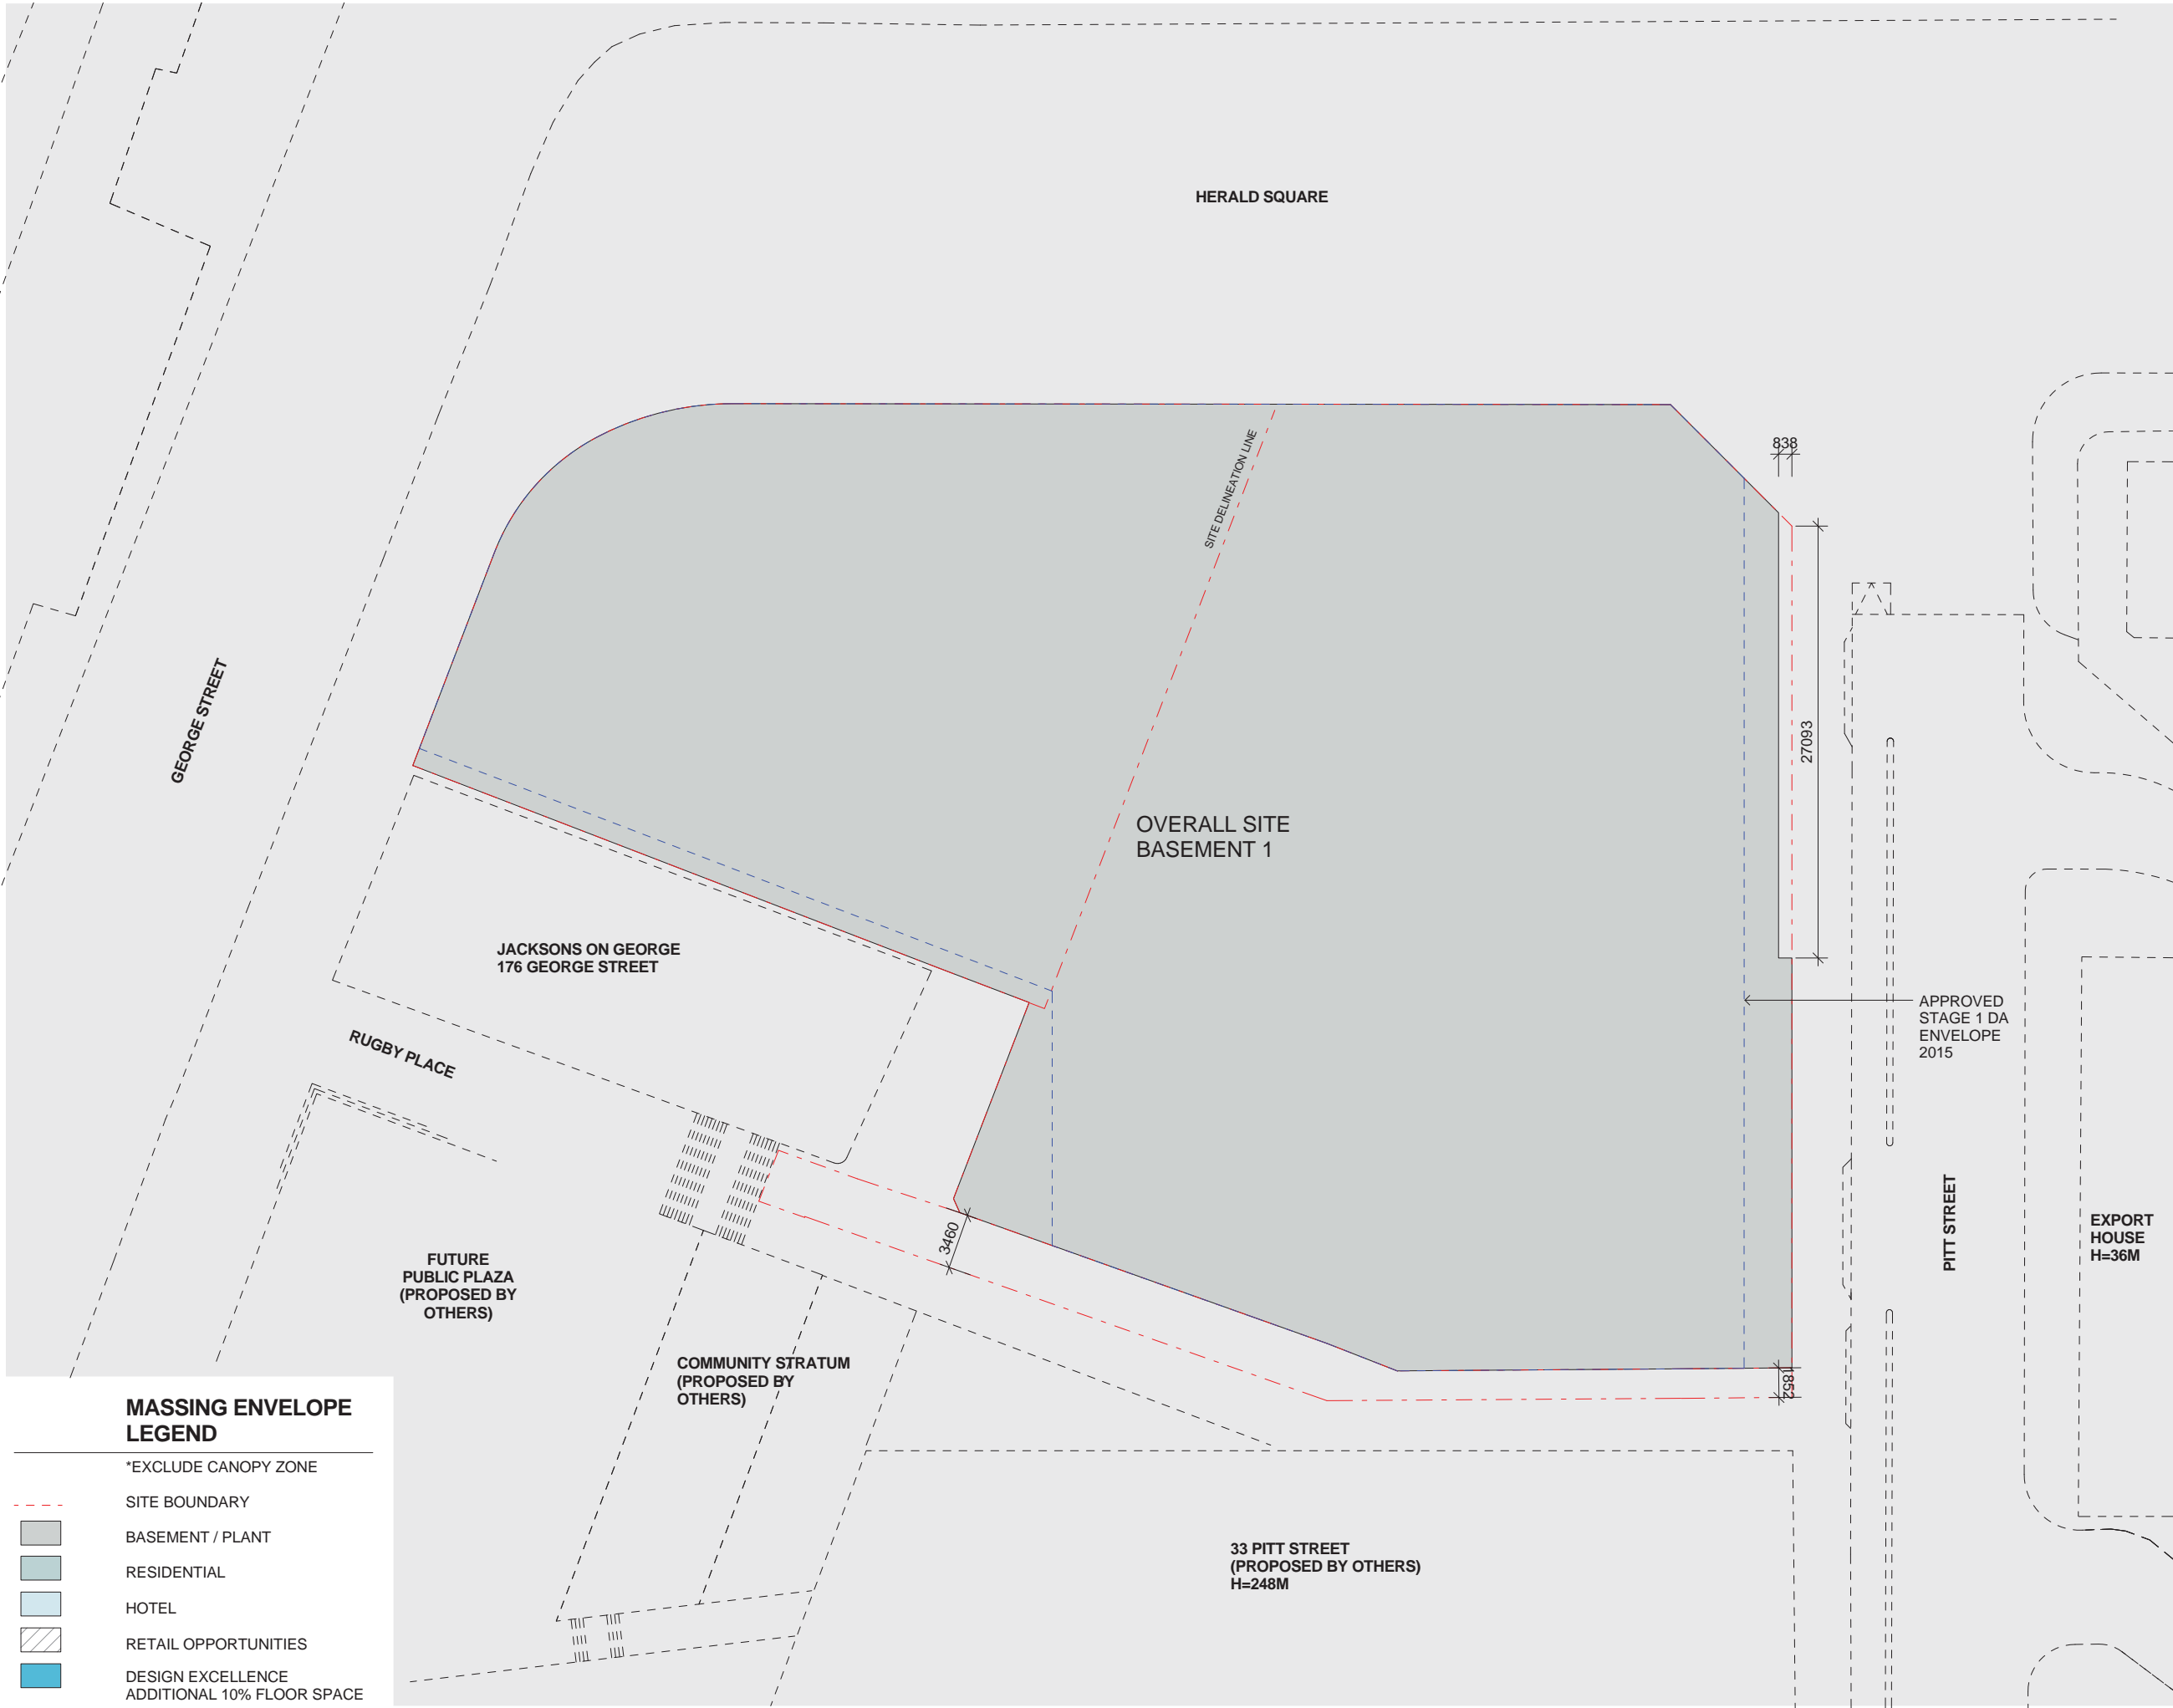 HERALD SQUARE
SITE DELINEATION LINE
838
27093
GEORGE STREET
OVERALL SITE
BASEMENT 1
JACKSONS ON GEORGE
176 GEORGE STREET
APPROVED
STAGE 1 DA
ENVELOPE
2015
RUGBY PLACE
3460
PITT STREET
EXPORT
HOUSE
H=36M
FUTURE
PUBLIC PLAZA
(PROPOSED BY
OTHERS)
COMMUNITY STRATUM
(PROPOSED BY
OTHERS)
1852
33 PITT STREET
(PROPOSED BY OTHERS)
H=248M
MASSING ENVELOPE
LEGEND
*EXCLUDE CANOPY ZONE
SITE BOUNDARY
BASEMENT / PLANT
RESIDENTIAL
HOTEL
RETAIL OPPORTUNITIES
DESIGN EXCELLENCE
ADDITIONAL 10% FLOOR SPACE